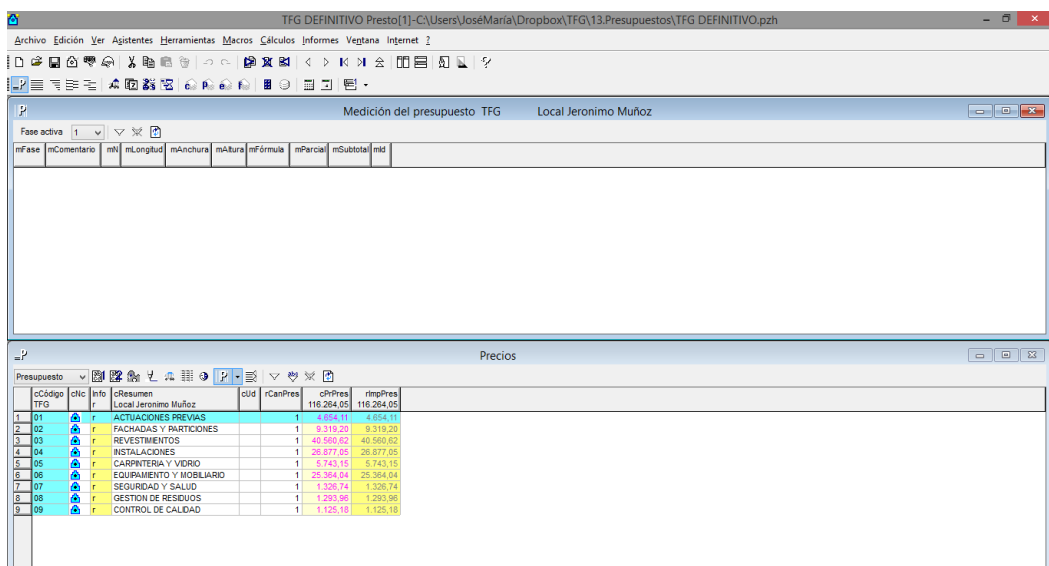 TFG DEFINITIVO Presto[1]-C:\Users\JoséMaría\Dropbox\TFG\13.Presupuestos\TFG DEFINITIVO.pzh
Archivo Edición Ver Asistentes Herramientas Macros Cálculos Informes Ventana Internet ?
Medición del presupuesto TFG Local Jeronimo Muñoz
Fase activa 1
mFase mComentario mN mLongitud mAnchura mAltura mFórmula mParcial mSubtotal mId
Precios
Presupuesto
cCódigo cNc Info cResumen cUd rCanPres cPrPres rImpPres
TFG r Local Jeronimo Muñoz 116.264,05 116.264,05
1 01 r ACTUACIONES PREVIAS 1 4.654,11 4.654,11
2 02 r FACHADAS Y PARTICIONES 1 9.319,20 9.319,20
3 03 r REVESTIMIENTOS 1 40.560,62 40.560,62
4 04 r INSTALACIONES 1 26.877,05 26.877,05
5 05 r CARPINTERIA Y VIDRIO 1 5.743,15 5.743,15
6 06 r EQUIPAMIENTO Y MOBILIARIO 1 25.364,04 25.364,04
7 07 r SEGURIDAD Y SALUD 1 1.326,74 1.326,74
8 08 r GESTION DE RESIDUOS 1 1.293,96 1.293,96
9 09 r CONTROL DE CALIDAD 1 1.125,18 1.125,18